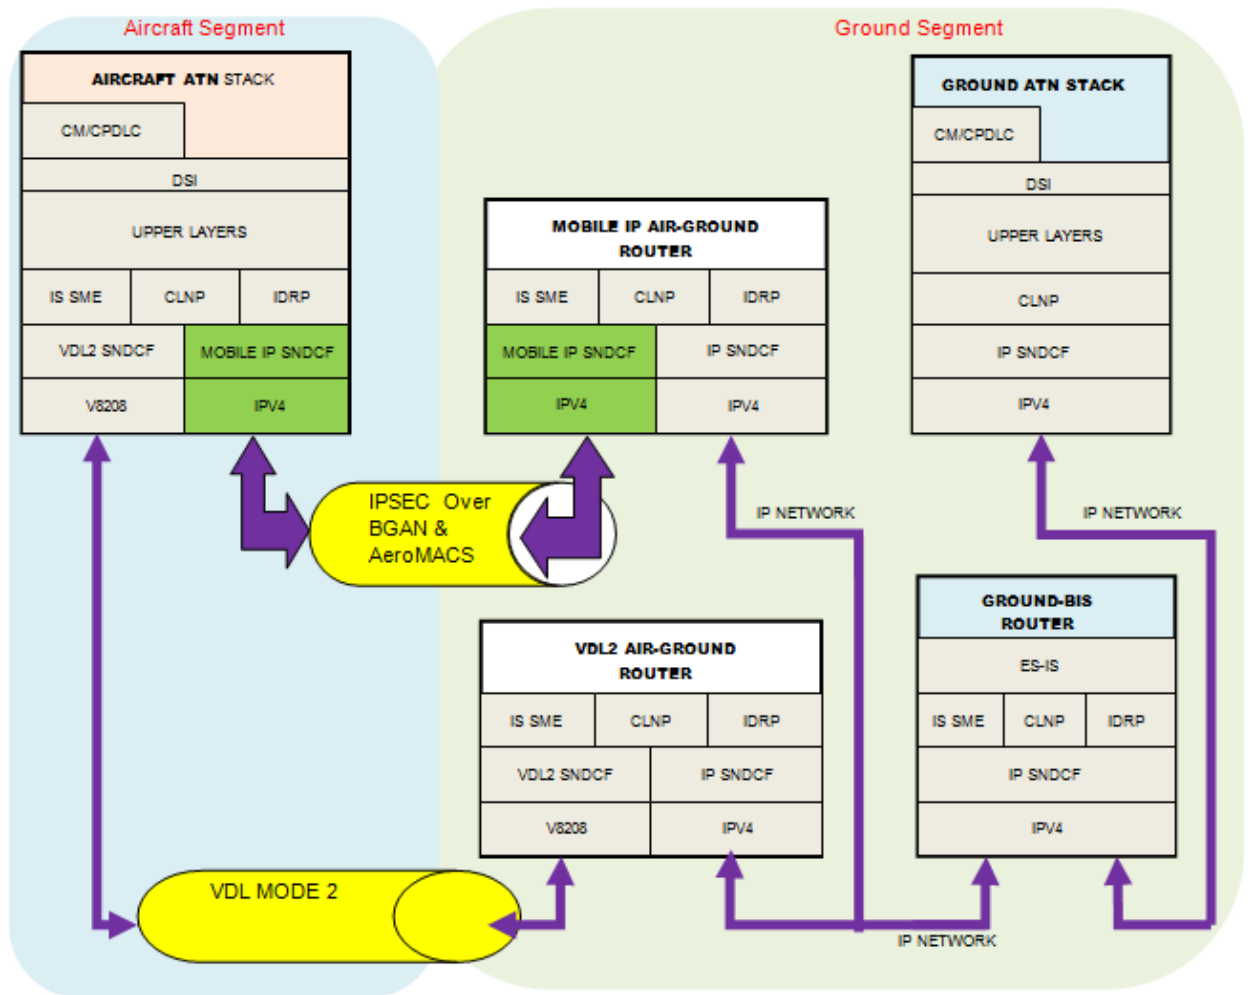 Aircraft Segment
Ground Segment
AIRCRAFT ATN STACK
CM/CPDLC
DSI
UPPER LAYERS
IS SME
CLNP
IDRP
VDL2 SNDCF
MOBILE IP SNDCF
V8208
IPV4
MOBILE IP AIR-GROUND
ROUTER
IS SME
CLNP
IDRP
MOBILE IP SNDCF
IP SNDCF
IPV4
IPV4
GROUND ATN STACK
CM/CPDLC
DSI
UPPER LAYERS
CLNP
IP SNDCF
IPV4
IPSEC Over
BGAN &
AeroMACS
IP NETWORK
IP NETWORK
VDL2 AIR-GROUND
ROUTER
IS SME
CLNP
IDRP
VDL2 SNDCF
IP SNDCF
V8208
IPV4
GROUND-BIS
ROUTER
ES-IS
IS SME
CLNP
IDRP
IP SNDCF
IPV4
VDL MODE 2
IP NETWORK